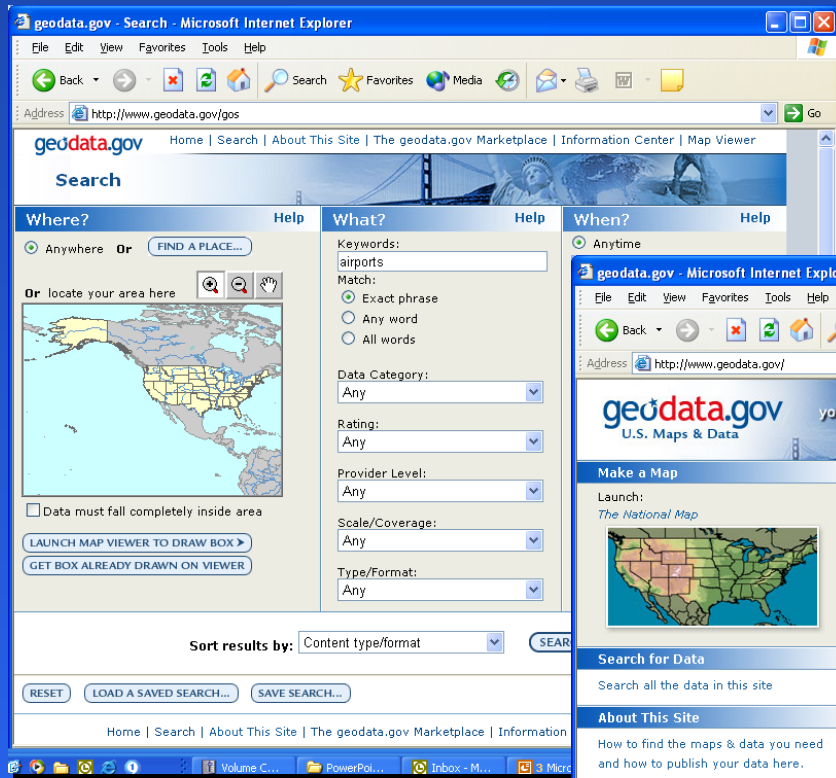 geodata.gov - Search - Microsoft Internet Explorer
File Edit View Favorites Tools Help
Back Search Favorites Media
Address http://www.geodata.gov/gos Go
geodata.gov Home | Search | About This Site | The geodata.gov Marketplace | Information Center | Map Viewer
Search
Where? Help
Anywhere Or FIND A PLACE...
Or locate your area here
Data must fall completely inside area
LAUNCH MAP VIEWER TO DRAW BOX
GET BOX ALREADY DRAWN ON VIEWER
What? Help
Keywords:
airports
Match:
Exact phrase
Any word
All words
Data Category:
Any
Rating:
Any
Provider Level:
Any
Scale/Coverage:
Any
Type/Format:
Any
When? Help
Anytime
Sort results by: Content type/format SEAR
RESET LOAD A SAVED SEARCH... SAVE SEARCH...
Home | Search | About This Site | The geodata.gov Marketplace | Information
geodata.gov - Microsoft Internet Explo
File Edit View Favorites Tools Help
Back
Address http://www.geodata.gov/
geodata.gov yo
U.S. Maps & Data
Make a Map
Launch:
The National Map
Search for Data
Search all the data in this site
About This Site
How to find the maps & data you need
and how to publish your data here.
Volume C... PowerPoi... Inbox - M... 3 Micro